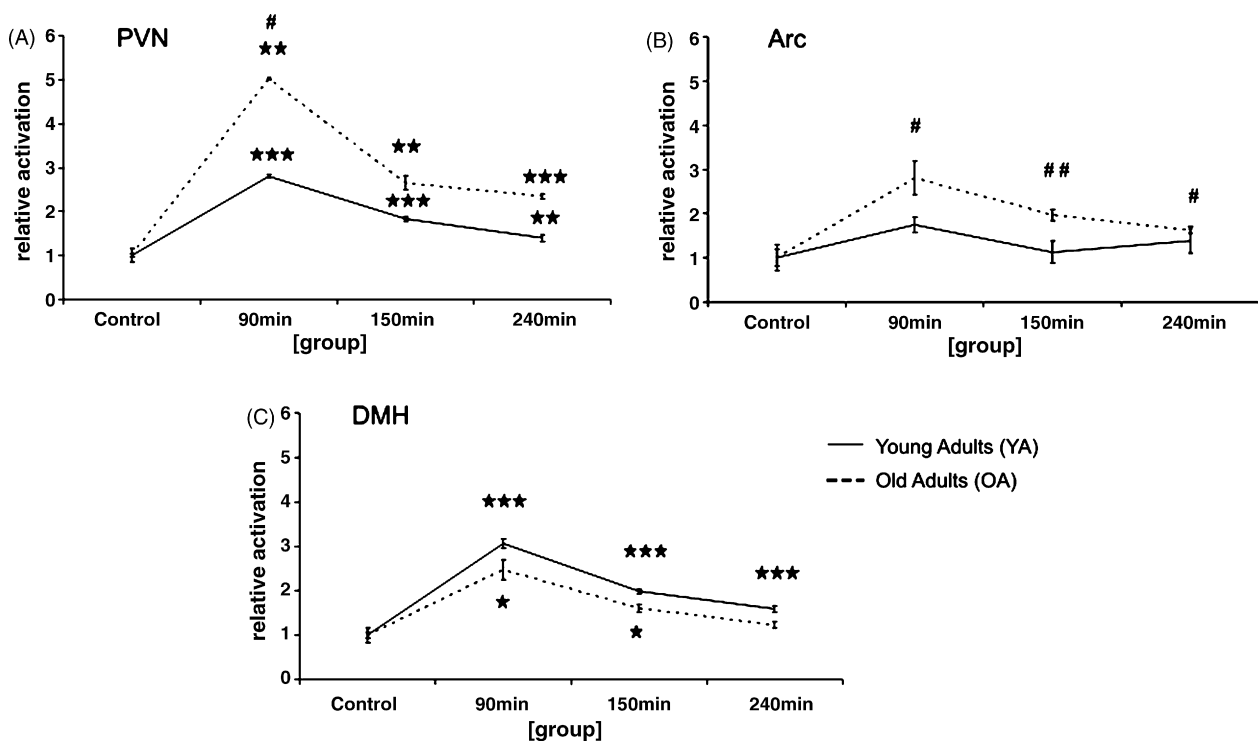 (A) PVN
#
★★
★★★
★★
★★★
★★★
★★
6
5
4
3
2
1
0
relative activation
Control 90min 150min 240min
[group]
(B) Arc
#
##
#
6
5
4
3
2
1
0
relative activation
Control 90min 150min 240min
[group]
(C) DMH
★★★
★★★
★★★
★
★
6
5
4
3
2
1
0
relative activation
Control 90min 150min 240min
[group]
Young Adults (YA)
Old Adults (OA)